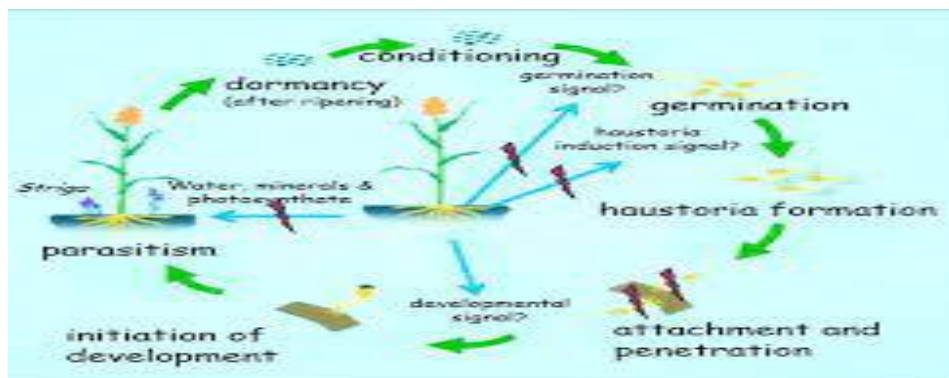 conditioning
dormancy
(after ripening)
germination
signal?
germination
haustoria
induction signal?
Striga
Water, minerals &
photosynthate
haustoria formation
parasitism
developmental
signal?
initiation of
development
attachment and
penetration